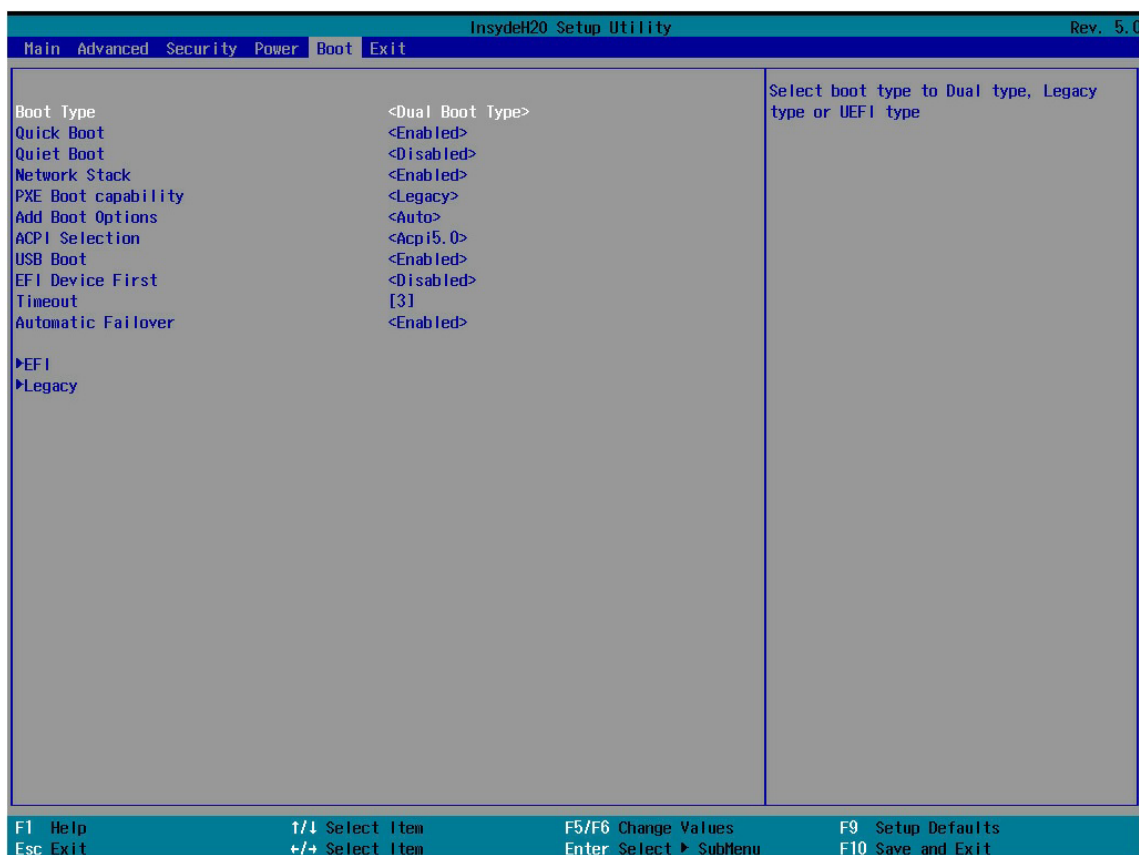 InsydeH20 Setup Utility Rev. 5.0
Main Advanced Security Power Boot Exit
Boot Type <Dual Boot Type>
Quick Boot <Enabled>
Quiet Boot <Disabled>
Network Stack <Enabled>
PXE Boot capability <Legacy>
Add Boot Options <Auto>
ACPI Selection <Acpi5.0>
USB Boot <Enabled>
EFI Device First <Disabled>
Timeout [3]
Automatic Failover <Enabled>
▶EFI
▶Legacy
Select boot type to Dual type, Legacy
type or UEFI type
F1 Help ↑/↓ Select Item F5/F6 Change Values F9 Setup Defaults
Esc Exit ←/→ Select Item Enter Select ▶ SubMenu F10 Save and Exit